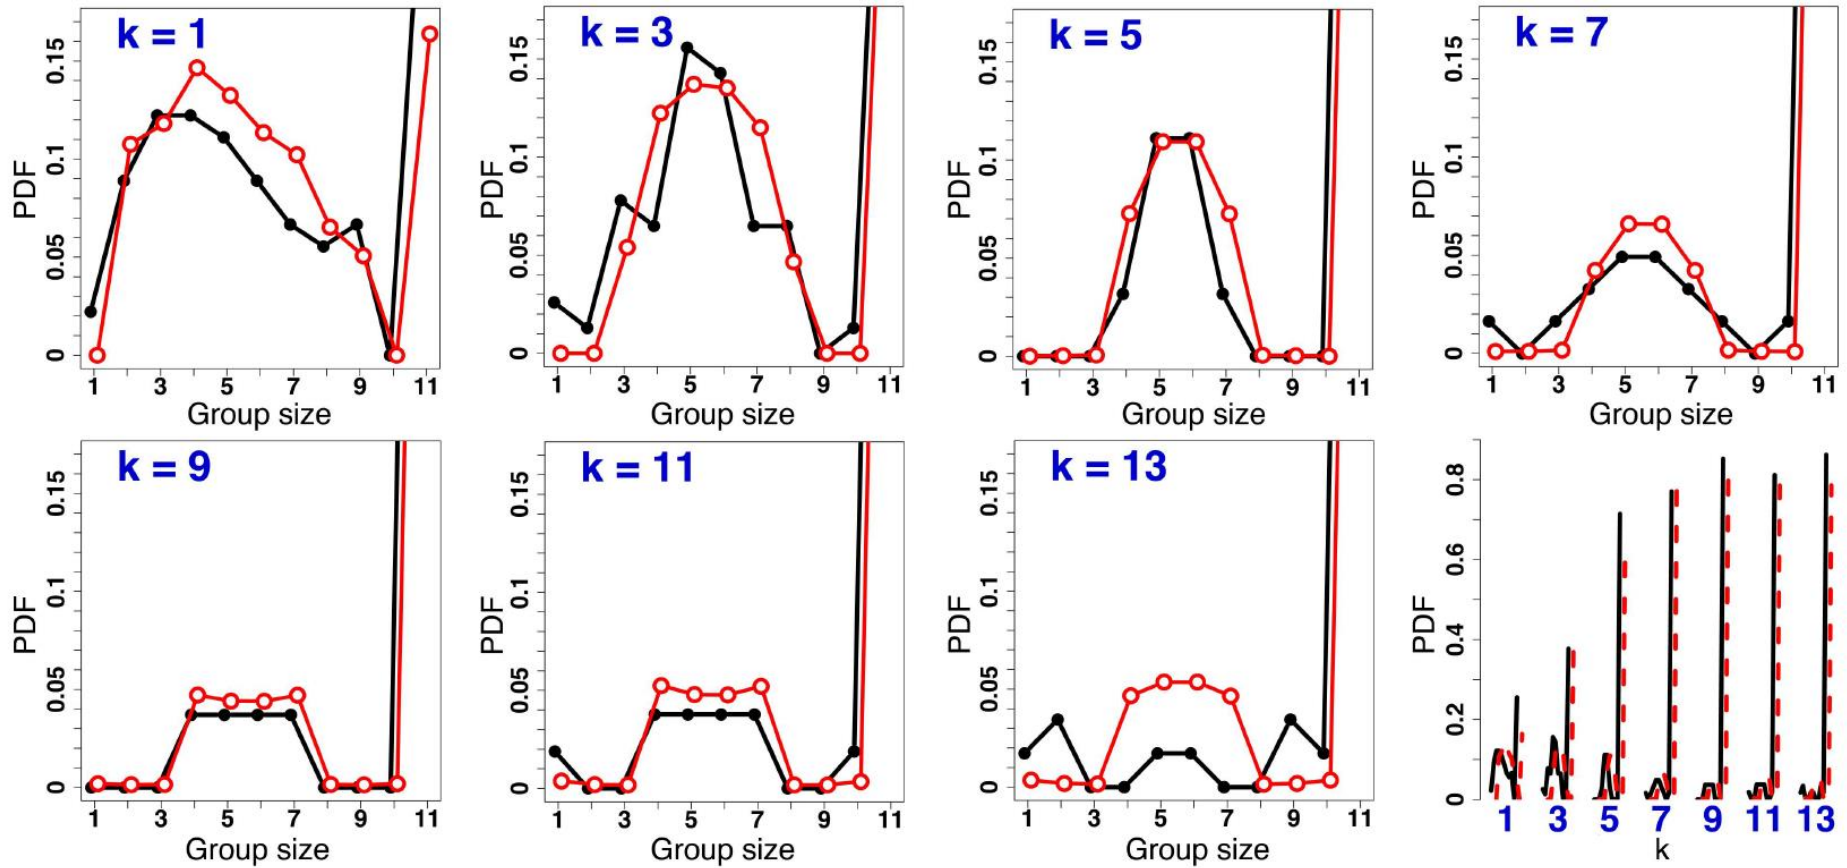 k = 1
PDF
0 0.05 0.1 0.15
1 3 5 7 9 11
Group size
k = 3
PDF
0 0.05 0.1 0.15
1 3 5 7 9 11
Group size
k = 5
PDF
0 0.05 0.1 0.15
1 3 5 7 9 11
Group size
k = 7
PDF
0 0.05 0.1 0.15
1 3 5 7 9 11
Group size
k = 9
PDF
0 0.05 0.1 0.15
1 3 5 7 9 11
Group size
k = 11
PDF
0 0.05 0.1 0.15
1 3 5 7 9 11
Group size
k = 13
PDF
0 0.05 0.1 0.15
1 3 5 7 9 11
Group size
PDF
0 0.2 0.4 0.6 0.8
1 3 5 7 9 11 13
k